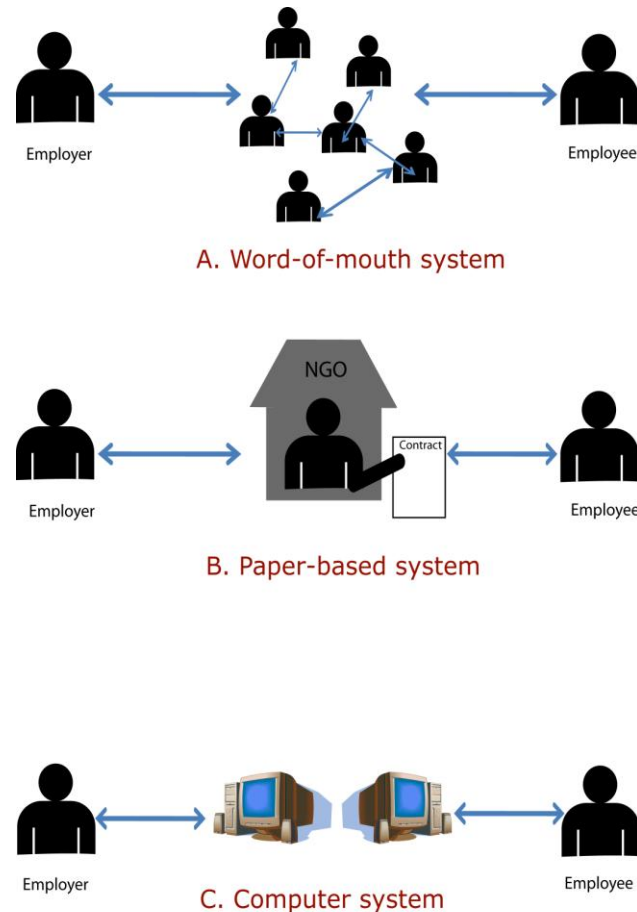 Employer
Employee
A. Word-of-mouth system
NGO
Contract
Employer
Employee
B. Paper-based system
Employer
Employee
C. Computer system